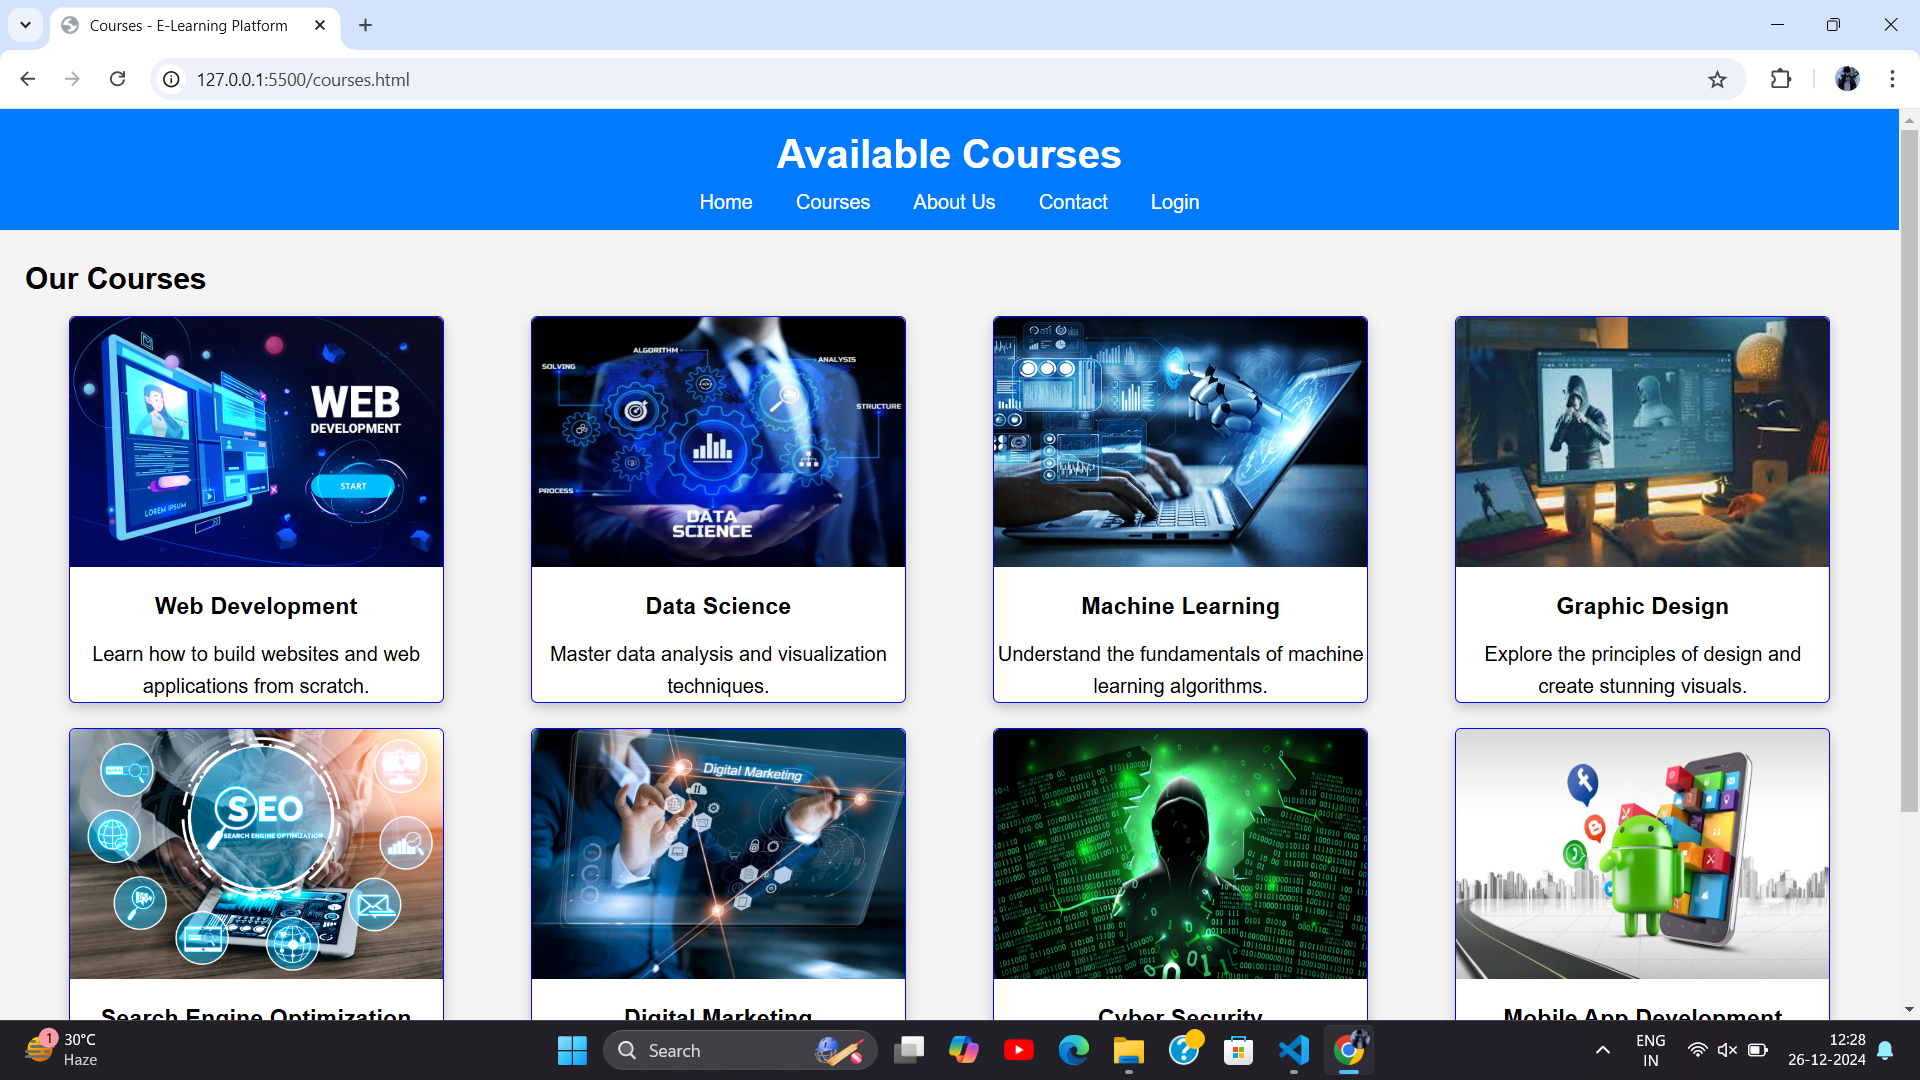 Courses - E-Learning Platform
127.0.0.1:5500/courses.html
Available Courses
Home Courses About Us Contact Login
Our Courses
WEB
DEVELOPMENT
START
LOREM IPSUM
ALGORITHM
SOLVING
ANALYSIS
STRUCTURE
PROCESS
DATA
SCIENCE
Web Development
Learn how to build websites and web
applications from scratch.
Data Science
Master data analysis and visualization
techniques.
Machine Learning
Understand the fundamentals of machine
learning algorithms.
Graphic Design
Explore the principles of design and
create stunning visuals.
SEO
SEARCH ENGINE OPTIMIZATION
Digital Marketing
Search Engine Optimization
Digital Marketing
Cyber Security
Mobile App Development
1
30°C
Haze
Search
ENG
IN
12:28
26-12-2024